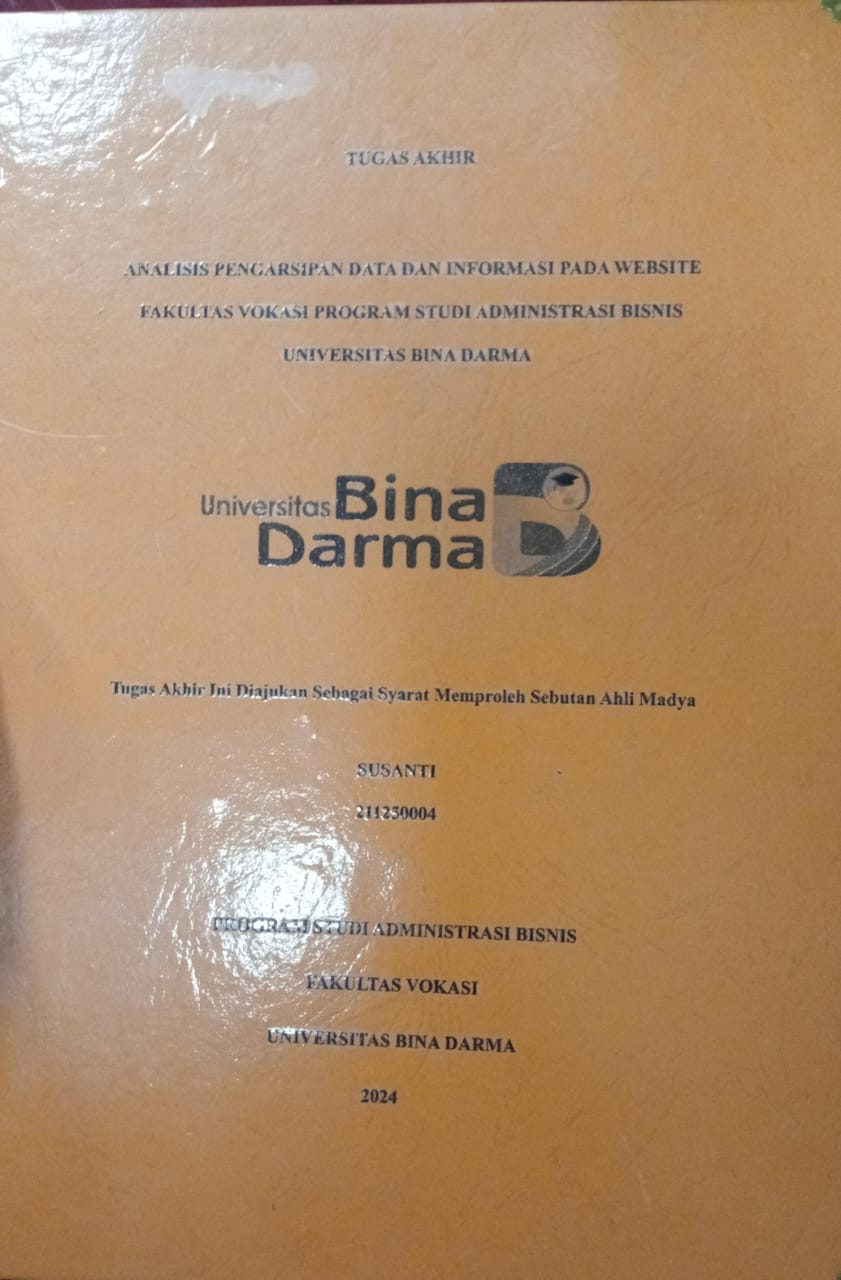 TUGAS AKHIR
ANALISIS PENGARSIPAN DATA DAN INFORMASI PADA WEBSITE
FAKULTAS VOKASI PROGRAM STUDI ADMINISTRASI BISNIS
UNIVERSITAS BINA DARMA
Universitas Bina
Darma
Tugas Akhir Ini Diajukan Sebagai Syarat Memproleh Sebutan Ahli Madya
SUSANTI
211250004
PROGRAM STUDI ADMINISTRASI BISNIS
FAKULTAS VOKASI
UNIVERSITAS BINA DARMA
2024